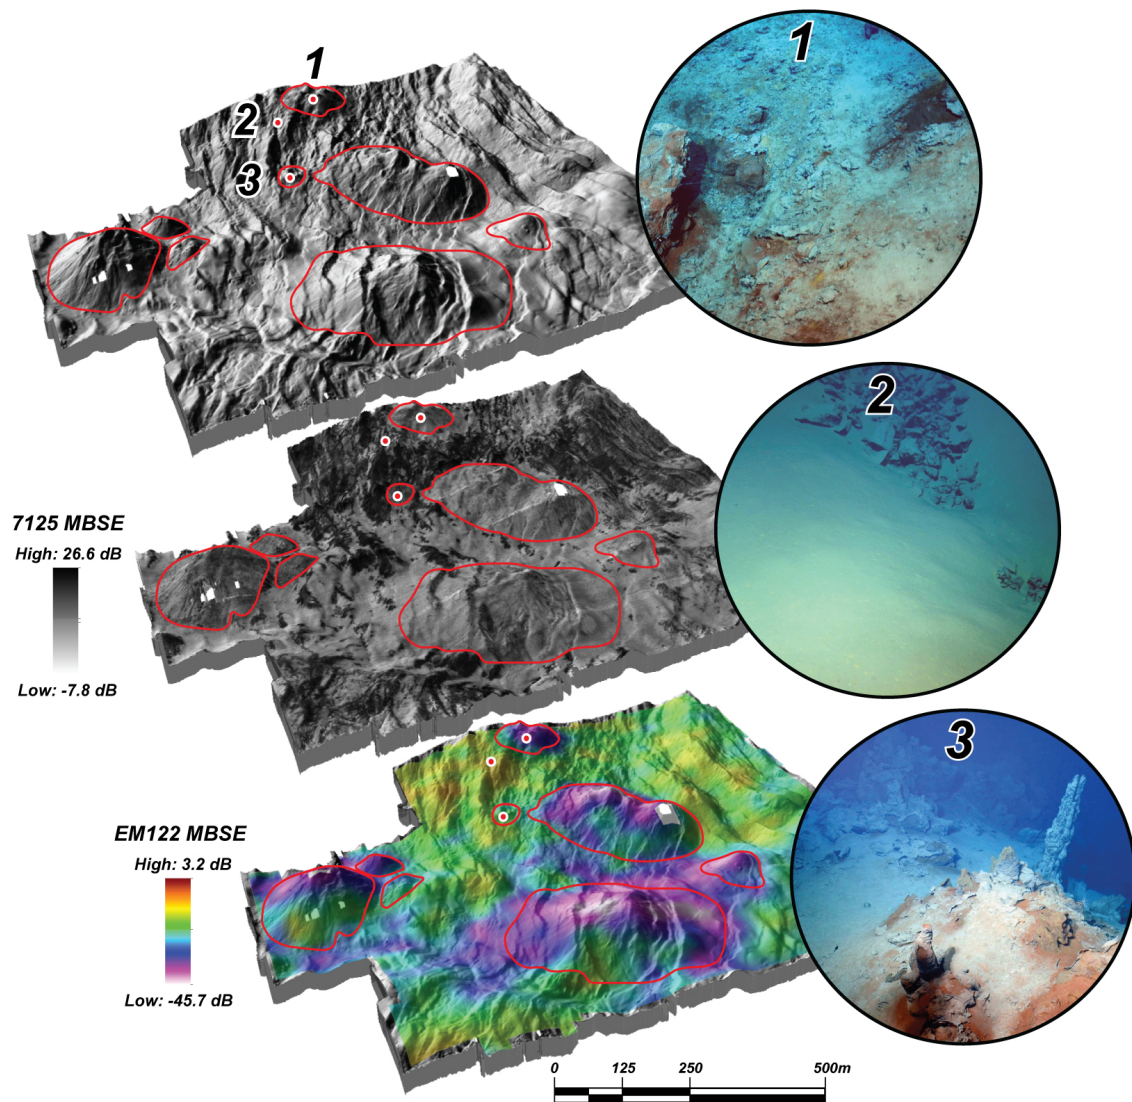 1
2
3
1
2
3
7125 MBSE
High: 26.6 dB
Low: -7.8 dB
EM122 MBSE
High: 3.2 dB
Low: -45.7 dB
0 125 250 500m